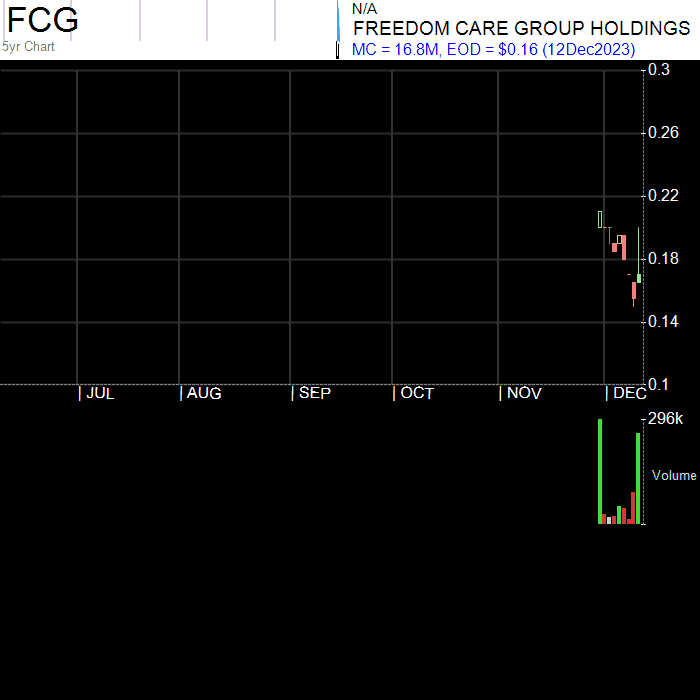 FCG
5yr Chart
N/A
FREEDOM CARE GROUP HOLDINGS
MC = 16.8M, EOD = $0.16 (12Dec2023)
0.3
0.26
0.22
0.18
0.14
0.1
| JUL | AUG | SEP | OCT | NOV | DEC
296k
Volume